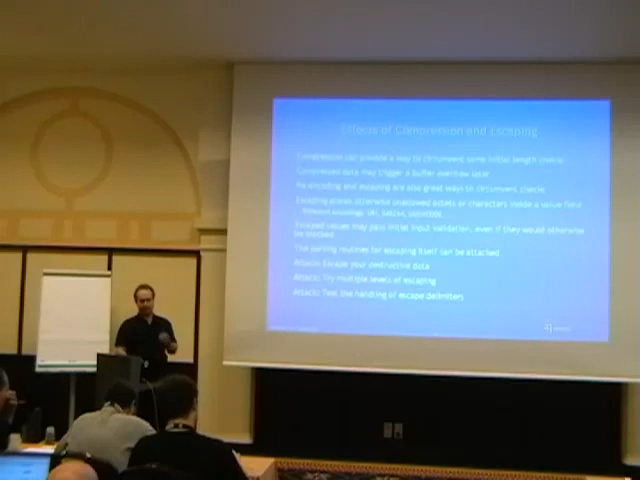 Effects of Compression and Escaping
Compression can provide a way to circumvent some initial length checks
Compressed data may trigger a buffer overflow later
Re-encoding and escaping are also great ways to circumvent checks
Escaping allows otherwise unallowed octets or characters inside a value field
Different encodings: URI,
Escaped values may pass initial input validation, even if they would otherwise
be blocked
The parsing routines for escaping itself can be attacked
Attack: Escape your destructive data
Attack: Try multiple levels of escaping
Attack: Test the handling of escape delimiters